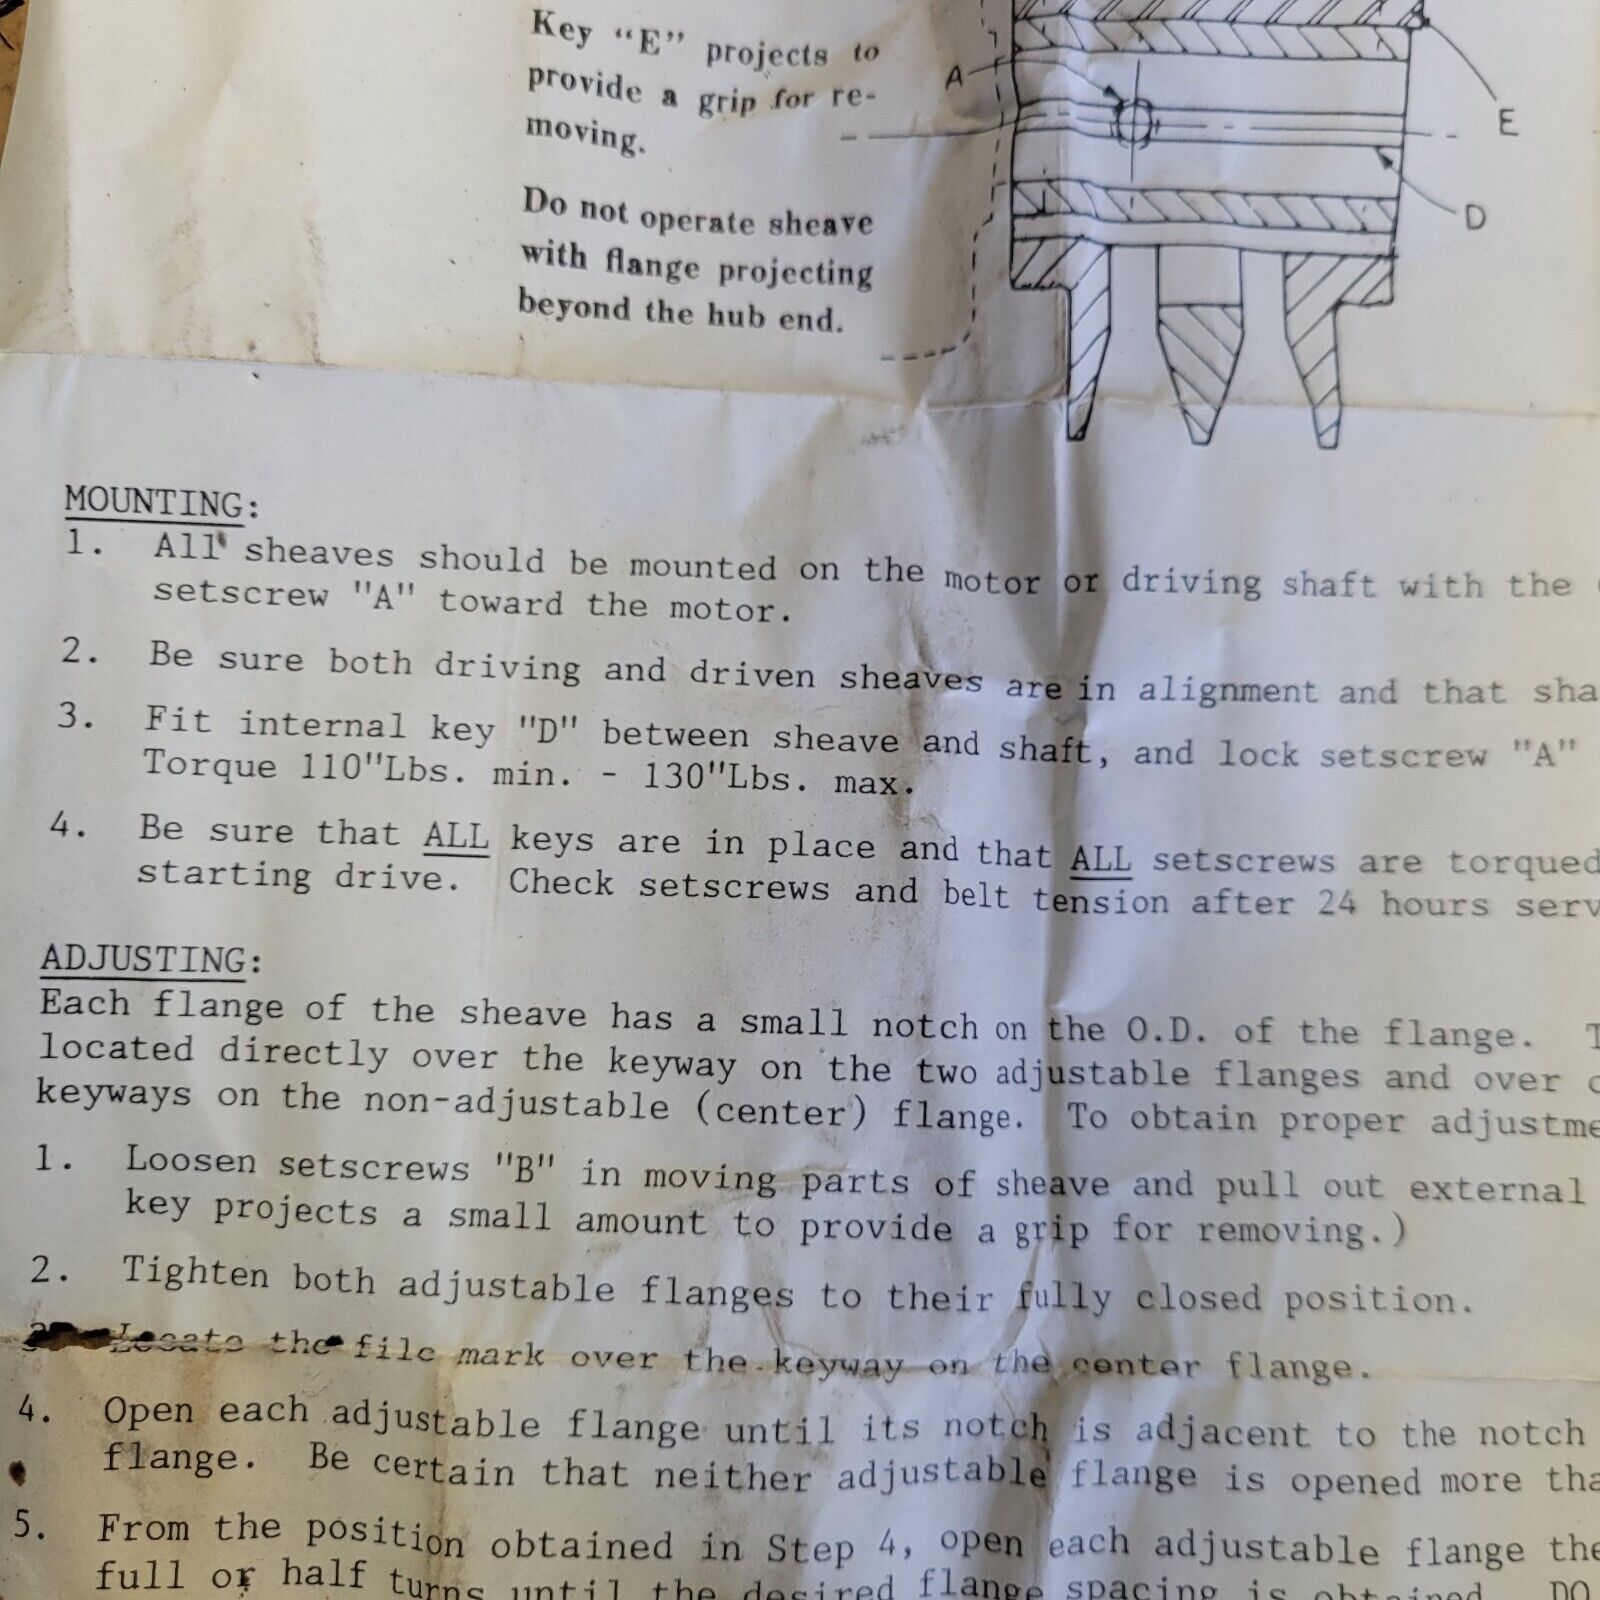 Key “E” projects to
provide a grip for re-
moving.
Do not operate sheave
with flange projecting
beyond the hub end.
A
E
D
MOUNTING:
1. All sheaves should be mounted on the motor or driving shaft with the
setscrew "A" toward the motor.
2. Be sure both driving and driven sheaves are in alignment and that sha
3. Fit internal key "D" between sheave and shaft, and lock setscrew "A"
Torque 110"Lbs. min. - 130"Lbs. max.
4. Be sure that ALL keys are in place and that ALL setscrews are torqued
starting drive. Check setscrews and belt tension after 24 hours serv
ADJUSTING:
Each flange of the sheave has a small notch on the O.D. of the flange. T
located directly over the keyway on the two adjustable flanges and over
keyways on the non-adjustable (center) flange. To obtain proper adjustme
1. Loosen setscrews "B" in moving parts of sheave and pull out external
key projects a small amount to provide a grip for removing.)
2. Tighten both adjustable flanges to their fully closed position.
Locate the file mark over the keyway on the center flange.
4. Open each adjustable flange until its notch is adjacent to the notch
flange. Be certain that neither adjustable flange is opened more tha
5. From the position obtained in Step 4, open each adjustable flange the
full or half turns until the desired flange spacing is obtained. DO